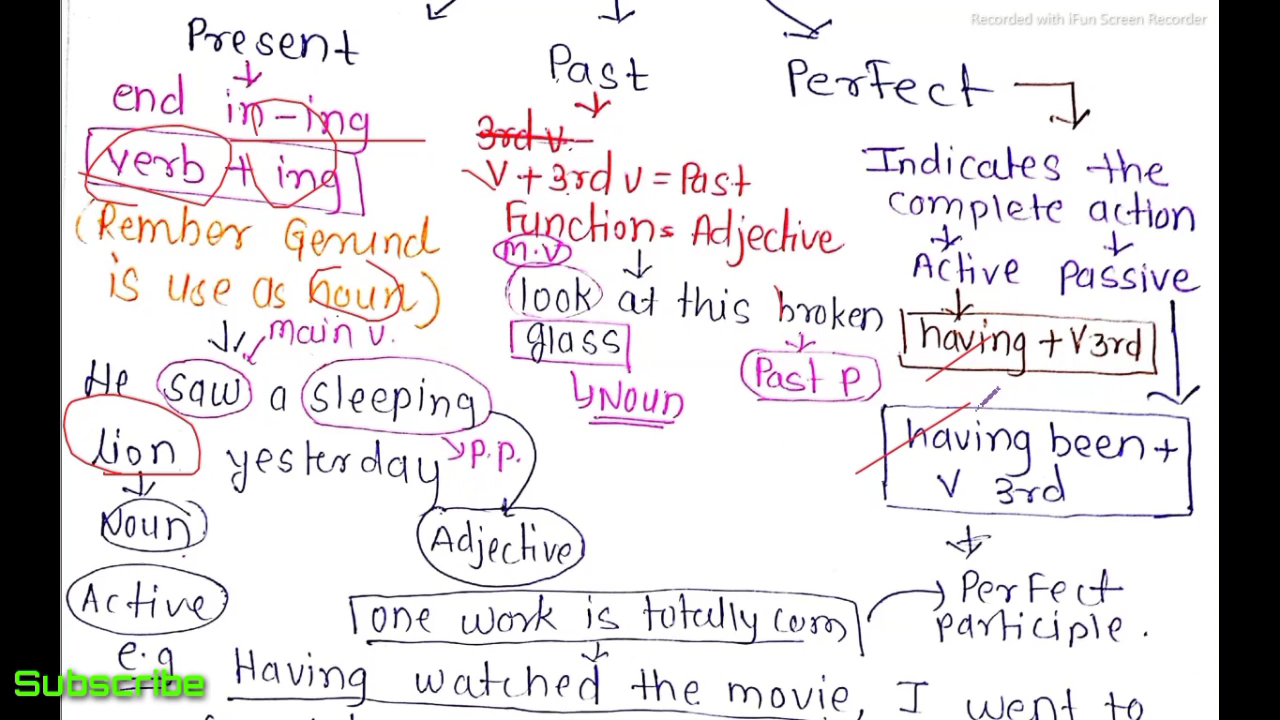 Recorded with iFun Screen Recorder
Present
end in-ing
verb + ing
(Rember Gerund
is use as noun)
main v.
He saw a sleeping
lion yesterday
p.p.
Noun
Adjective
Past
3rd v.
V + 3rd v = Past
Function = Adjective
m.v
look at this broken
glass
Past p
Noun
Perfect
Indicates the
complete action
Active Passive
having + V 3rd
having been +
V 3rd
Perfect
participle.
Active
one work is totally com
e.g
Having watched the movie, I went to
Subscribe